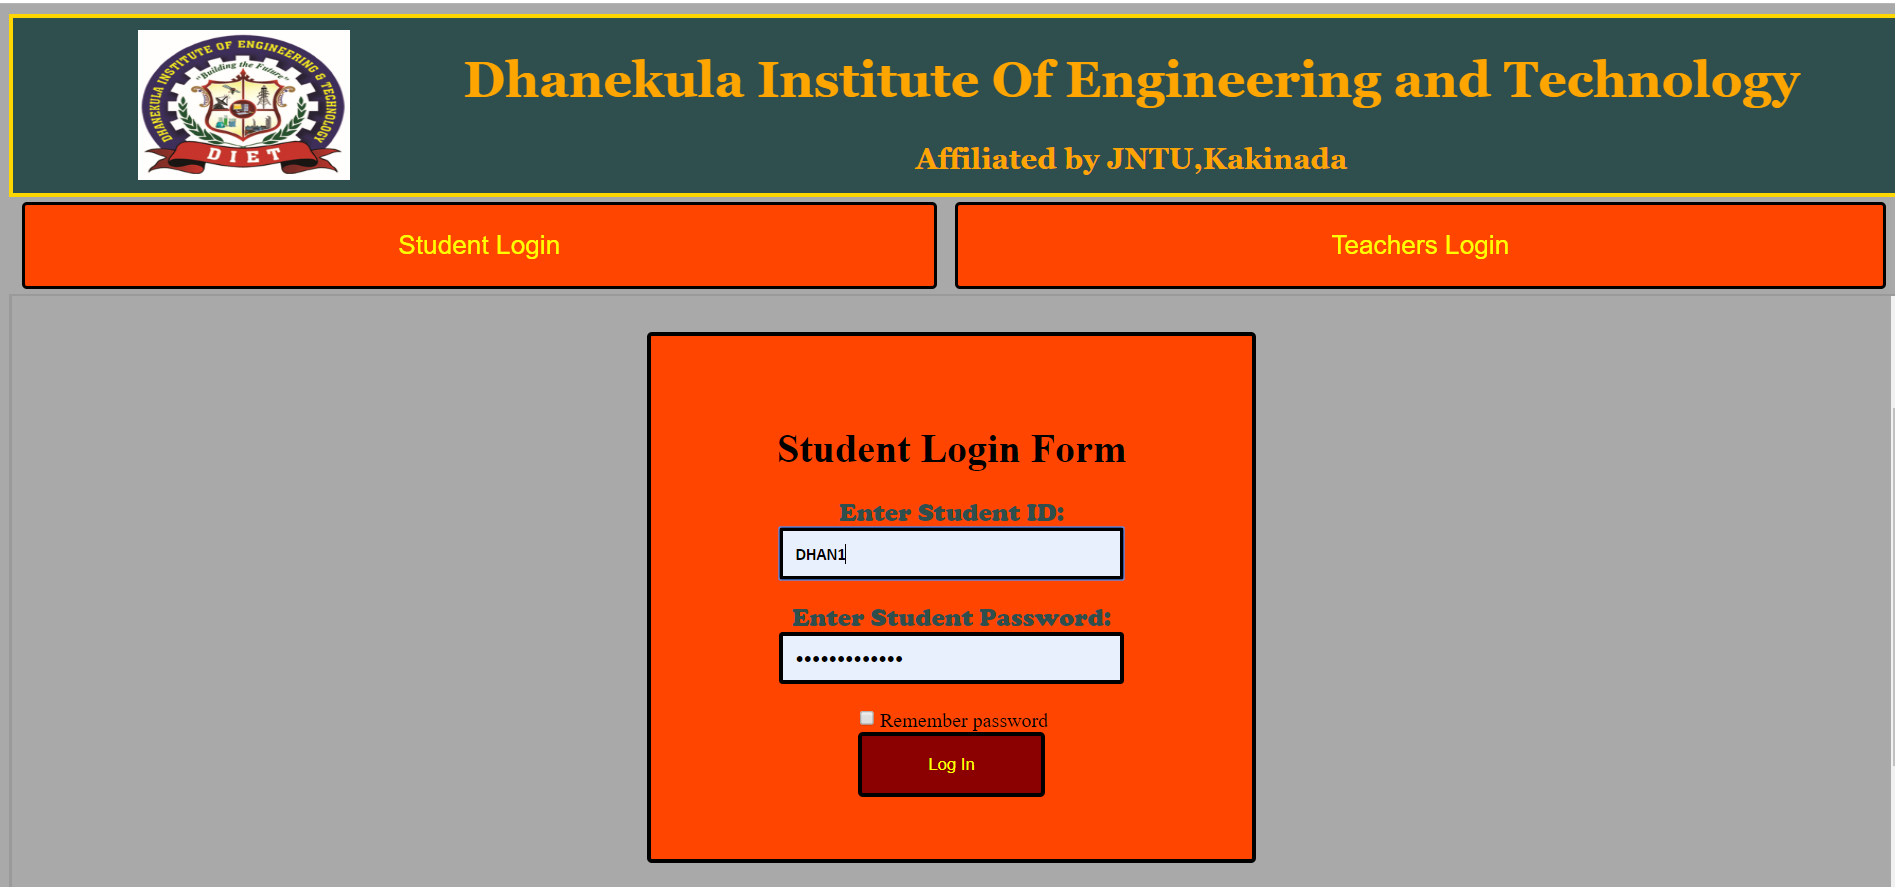 DHANEKULA INSTITUTE OF ENGINEERING & TECHNOLOGY
"Building the Future"
DIET
Dhanekula Institute Of Engineering and Technology
Affiliated by JNTU,Kakinada
Student Login
Teachers Login
Student Login Form
Enter Student ID:
DHAN1
Enter Student Password:
•••••••••••••
Remember password
Log In